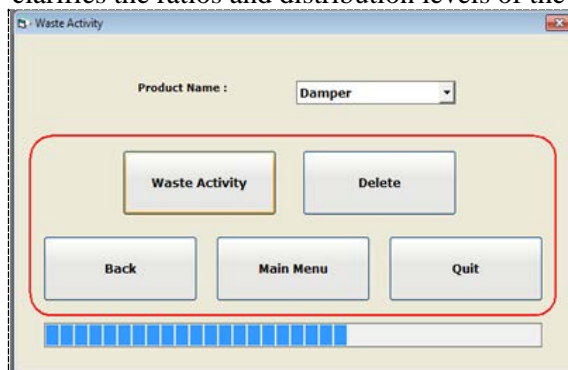 clarifies the ratios and distribution levels of the
Waste Activity
Product Name :
Damper
Waste Activity
Delete
Back
Main Menu
Quit